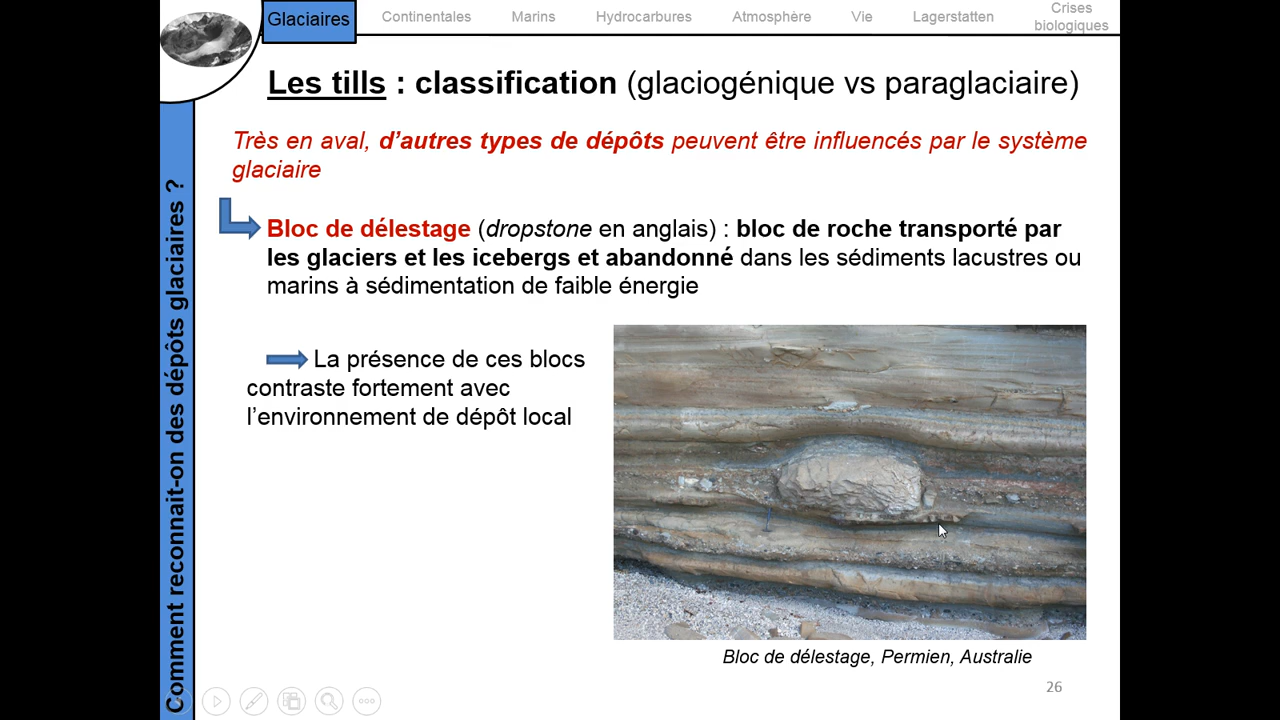 Glaciaires
Continentales
Marins
Hydrocarbures
Atmosphère
Vie
Lagerstatten
Crises
biologiques
Les tills : classification (glaciogénique vs paraglaciaire)
Très en aval, d’autres types de dépôts peuvent être influencés par le système
glaciaire
Bloc de délestage (dropstone en anglais) : bloc de roche transporté par
les glaciers et les icebergs et abandonné dans les sédiments lacustres ou
marins à sédimentation de faible énergie
La présence de ces blocs
contraste fortement avec
l’environnement de dépôt local
Bloc de délestage, Permien, Australie
26
Comment reconnait-on des dépôts glaciaires ?